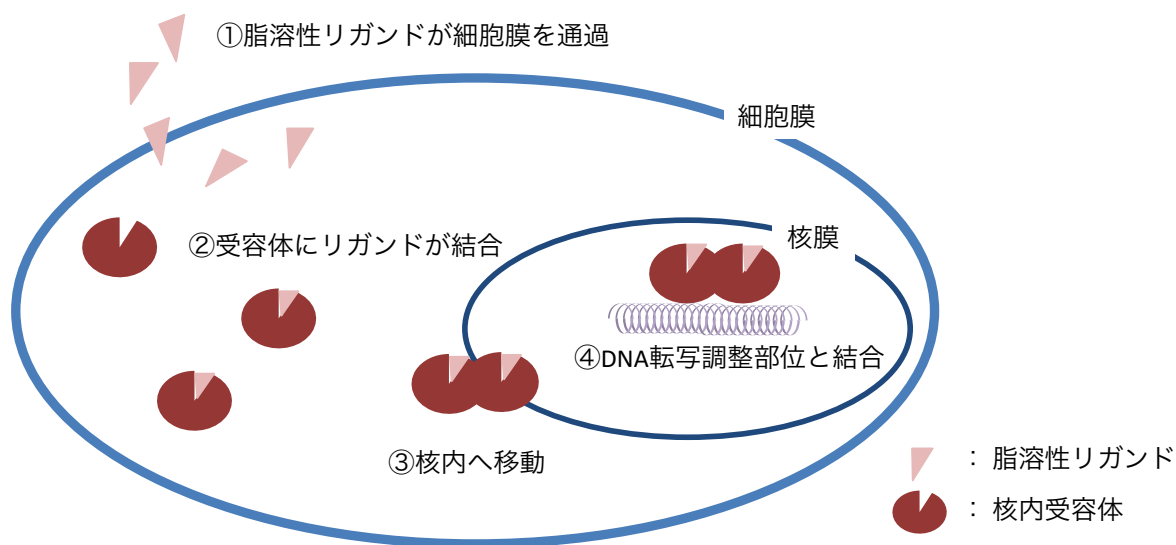 ①脂溶性リガンドが細胞膜を通過
細胞膜
②受容体にリガンドが結合
核膜
④DNA転写調整部位と結合
③核内へ移動
：脂溶性リガンド
：核内受容体